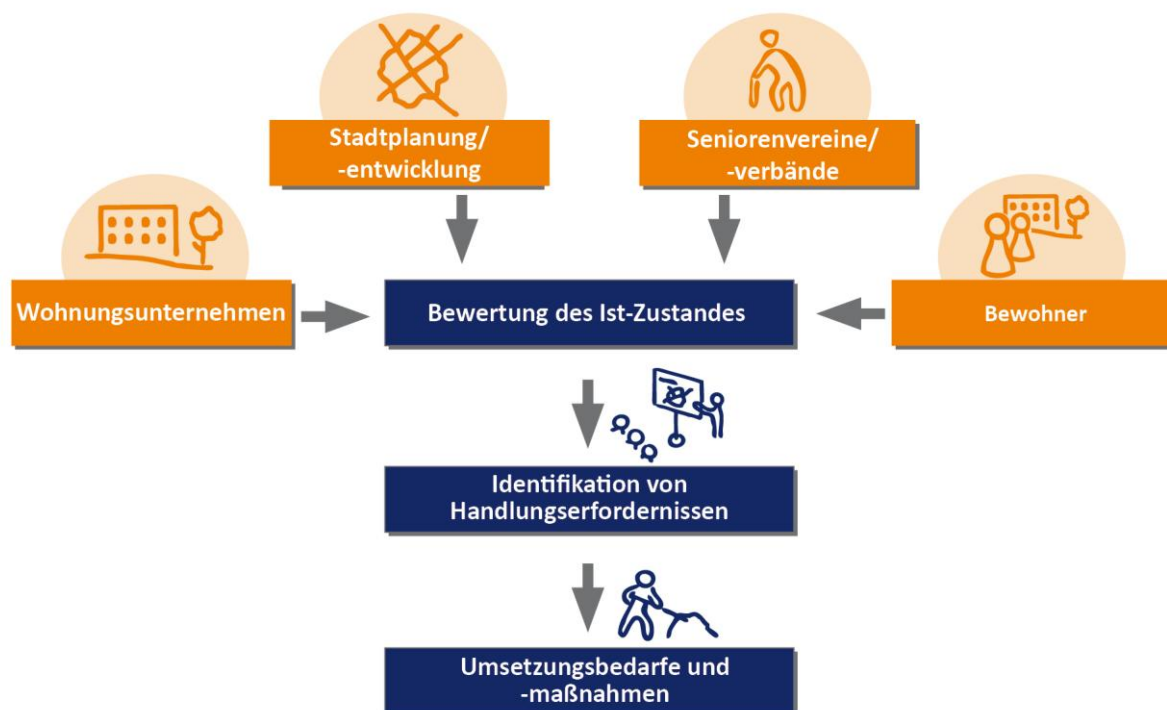 Stadtplanung/
-entwicklung
Seniorenvereine/
-verbände
Wohnungsunternehmen
Bewertung des Ist-Zustandes
Bewohner
Identifikation von
Handlungserfordernissen
Umsetzungsbedarfe und
-maßnahmen